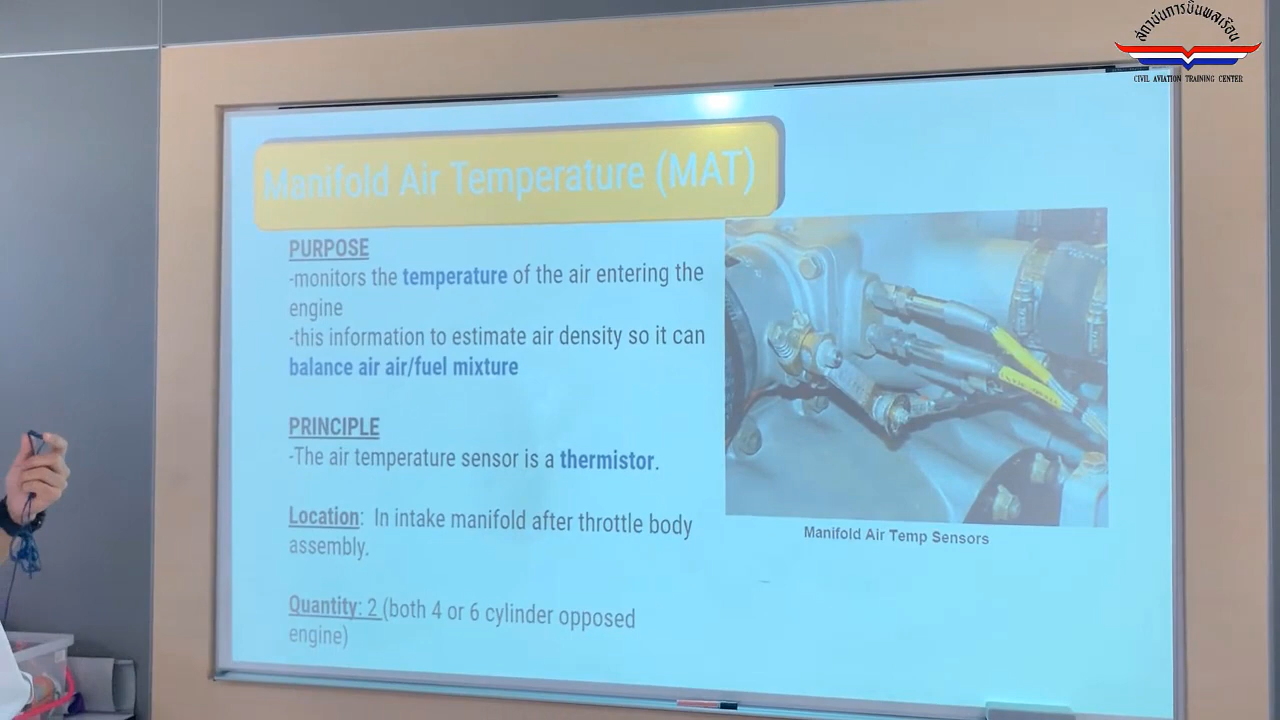 สถาบันการบินพลเรือน
CIVIL AVIATION TRAINING CENTER
Manifold Air Temperature (MAT)
PURPOSE
-monitors the temperature of the air entering the
engine
-this information to estimate air density so it can
balance air air/fuel mixture
PRINCIPLE
-The air temperature sensor is a thermistor.
Location: In intake manifold after throttle body
assembly.
Quantity: 2 (both 4 or 6 cylinder opposed
engine)
Manifold Air Temp Sensors